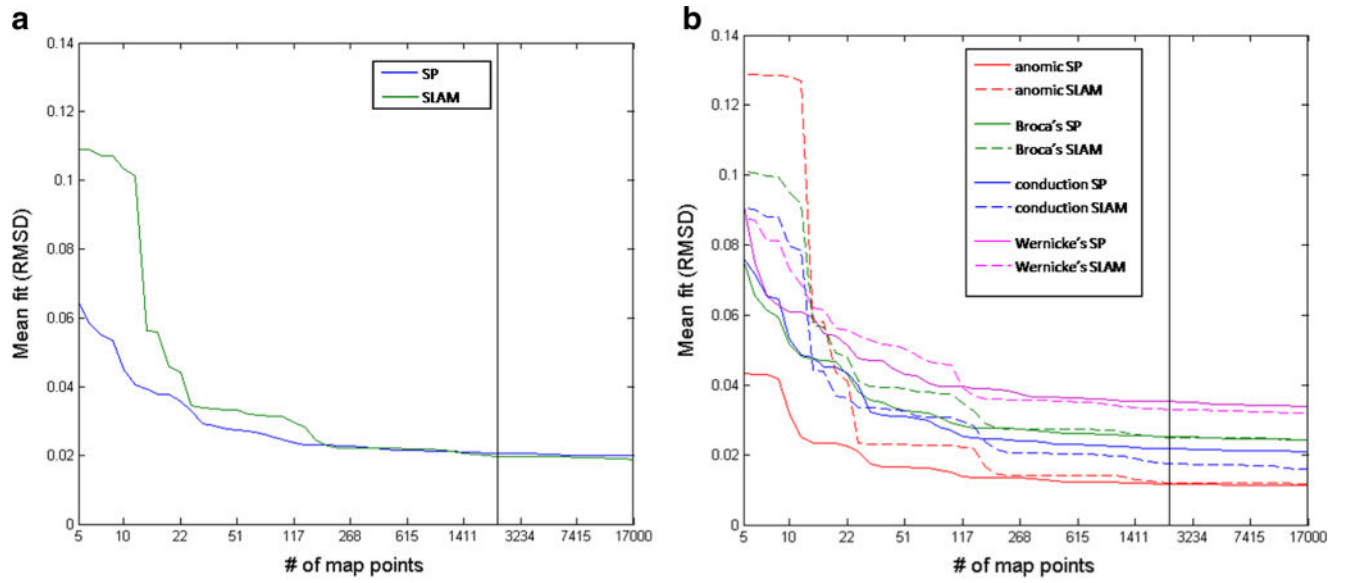 a
0.14
0.12
0.1
0.08
0.06
0.04
0.02
0
Mean fit (RMSD)
SP
SLAM
5 10 22 51 117 268 615 1411 3234 7415 17000
# of map points
b
0.14
0.12
0.1
0.08
0.06
0.04
0.02
0
Mean fit (RMSD)
anomic SP
anomic SLAM
Broca's SP
Broca's SLAM
conduction SP
conduction SLAM
Wernicke's SP
Wernicke's SLAM
5 10 22 51 117 268 615 1411 3234 7415 17000
# of map points